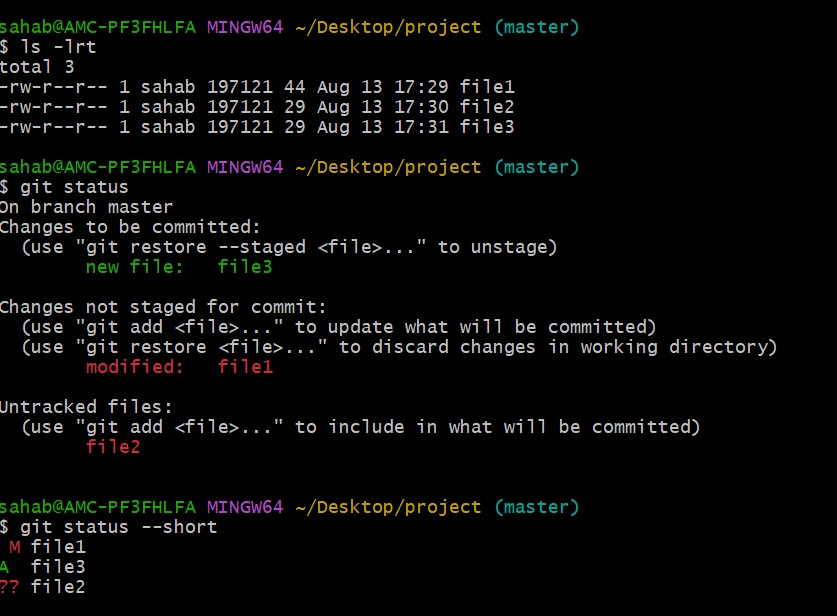 sahab@AMC-PF3FHLFA MINGW64 ~/Desktop/project (master)
$ ls -lrt
total 3
-rw-r--r-- 1 sahab 197121 44 Aug 13 17:29 file1
-rw-r--r-- 1 sahab 197121 29 Aug 13 17:30 file2
-rw-r--r-- 1 sahab 197121 29 Aug 13 17:31 file3
sahab@AMC-PF3FHLFA MINGW64 ~/Desktop/project (master)
$ git status
On branch master
Changes to be committed:
  (use "git restore --staged <file>..." to unstage)
        new file:   file3
Changes not staged for commit:
  (use "git add <file>..." to update what will be committed)
  (use "git restore <file>..." to discard changes in working directory)
        modified:   file1
Untracked files:
  (use "git add <file>..." to include in what will be committed)
        file2
sahab@AMC-PF3FHLFA MINGW64 ~/Desktop/project (master)
$ git status --short
 M file1
A  file3
?? file2